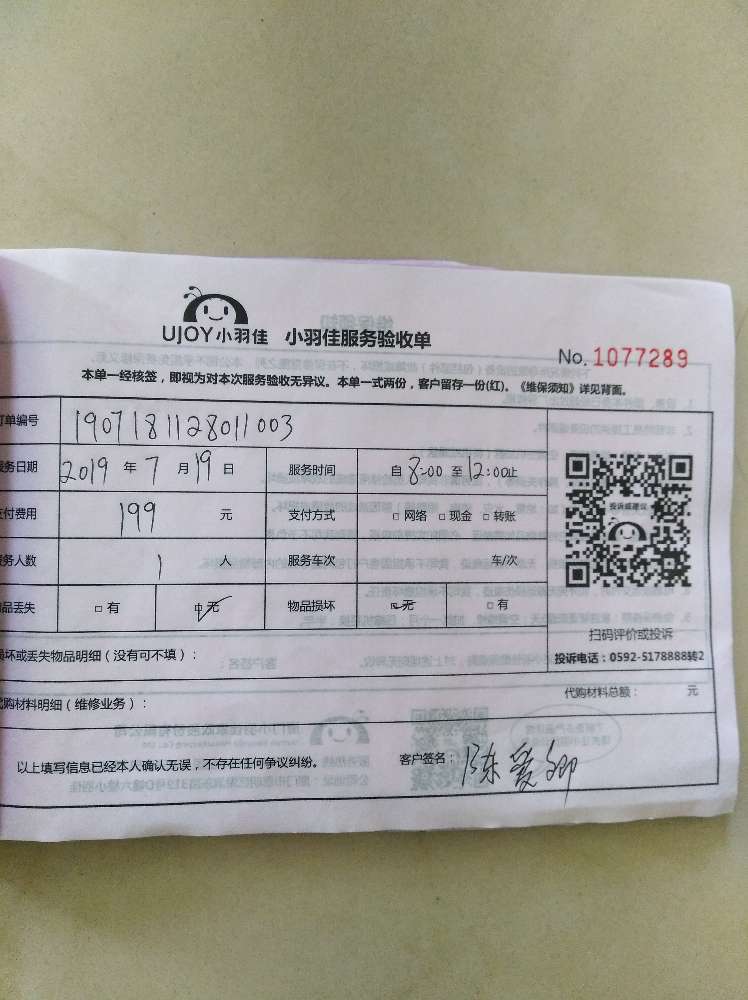 UJOY小羽佳 小羽佳服务验收单
No. 1077289
本单一经核签，即视为对本次服务验收无异议。本单一式两份，客户留存一份(红)。《维保须知》详见背面。
订单编号 1907181128011003
服务日期 2019 年 7 月 19 日 服务时间 自 8:00 至 12:00止
支付费用 199 元 支付方式 □ 网络 □ 现金 □ 转账
服务人数 1 人 服务车次 车/次
物品丢失 □ 有 □ 无 物品损坏 □ 无 □ 有
投诉或建议
扫码评价或投诉
投诉电话：0592-5178888转2
损坏或丢失物品明细（没有可不填）：
代购材料明细（维修业务）： 代购材料总额： 元
以上填写信息已经本人确认无误，不存在任何争议纠纷。 客户签名：陈爱卿